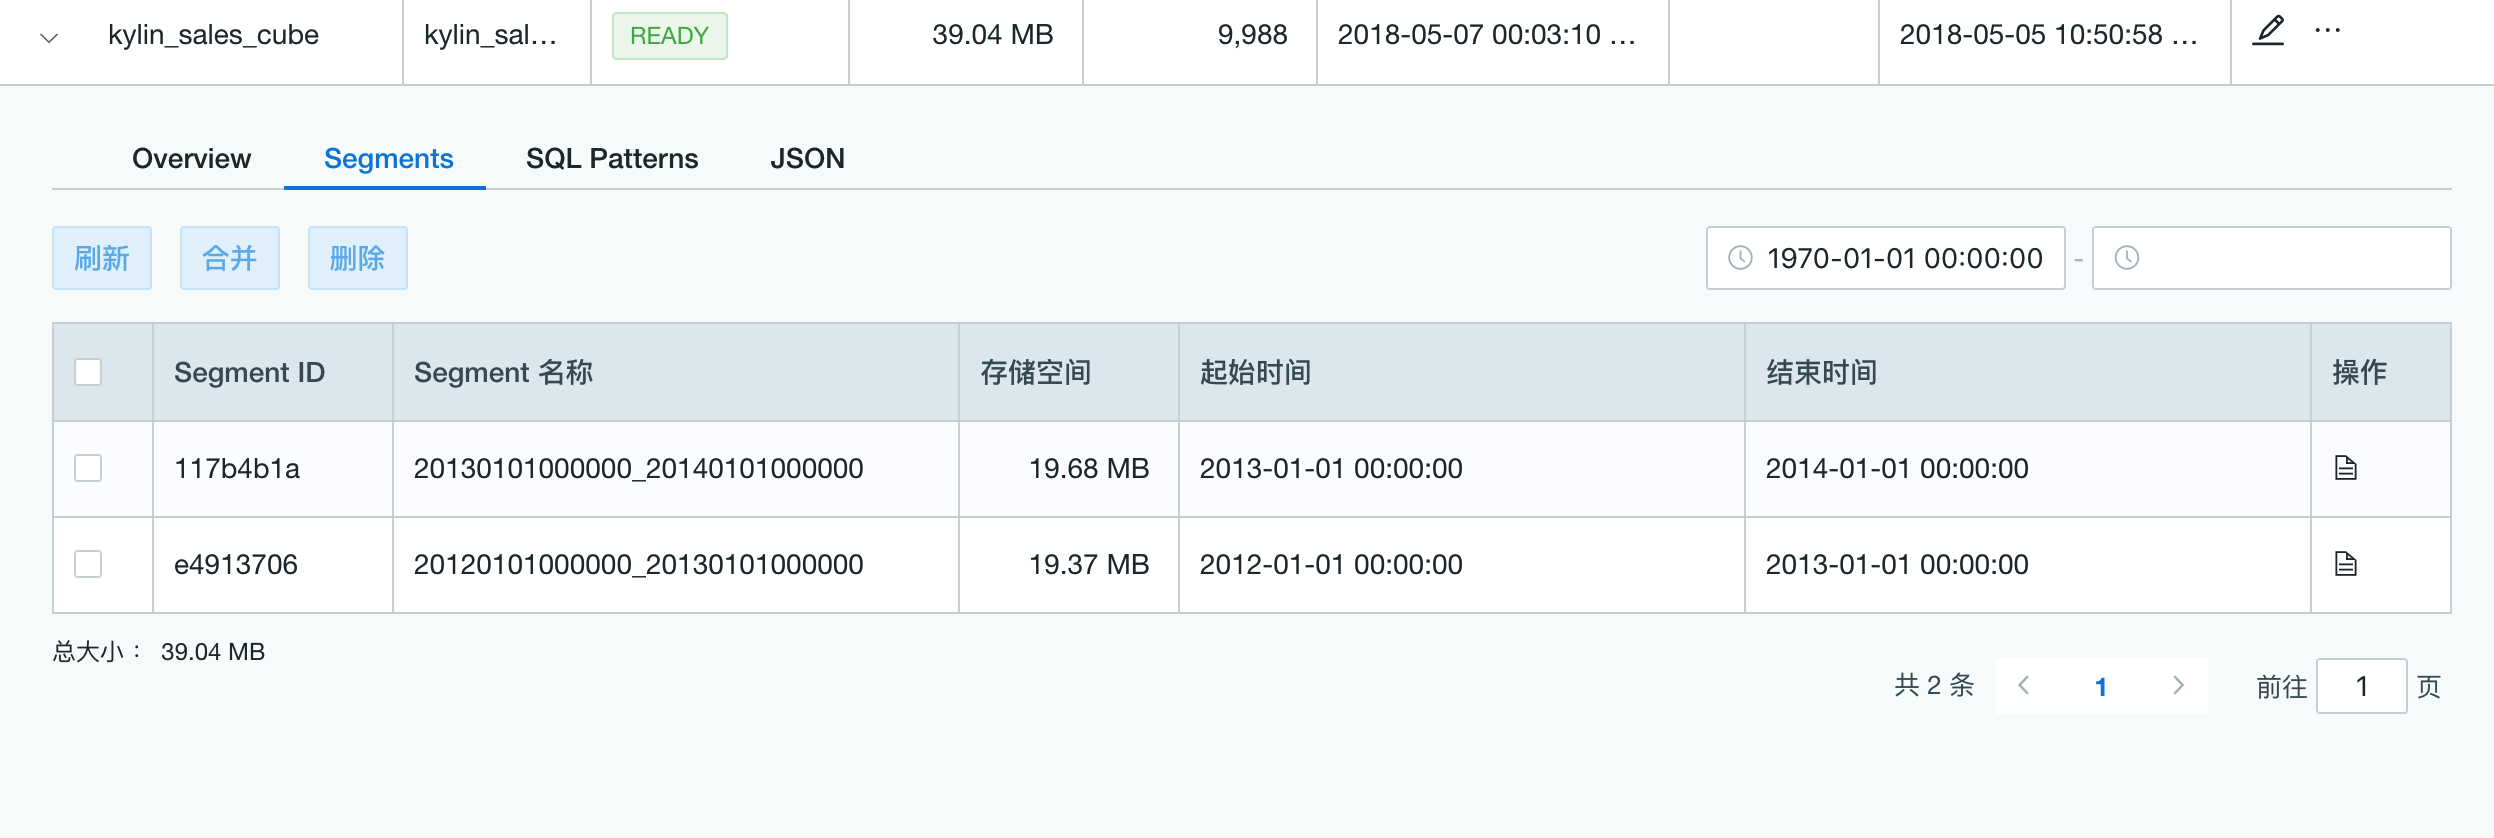 kylin_sales_cube kylin_sal... READY 39.04 MB 9,988 2018-05-07 00:03:10 ... 2018-05-05 10:50:58 ... ...
Overview Segments SQL Patterns JSON
刷新 合并 删除 1970-01-01 00:00:00 -
Segment ID Segment 名称 存储空间 起始时间 结束时间 操作
117b4b1a 20130101000000_20140101000000 19.68 MB 2013-01-01 00:00:00 2014-01-01 00:00:00
e4913706 20120101000000_20130101000000 19.37 MB 2012-01-01 00:00:00 2013-01-01 00:00:00
总大小： 39.04 MB
共 2 条 < 1 > 前往 1 页